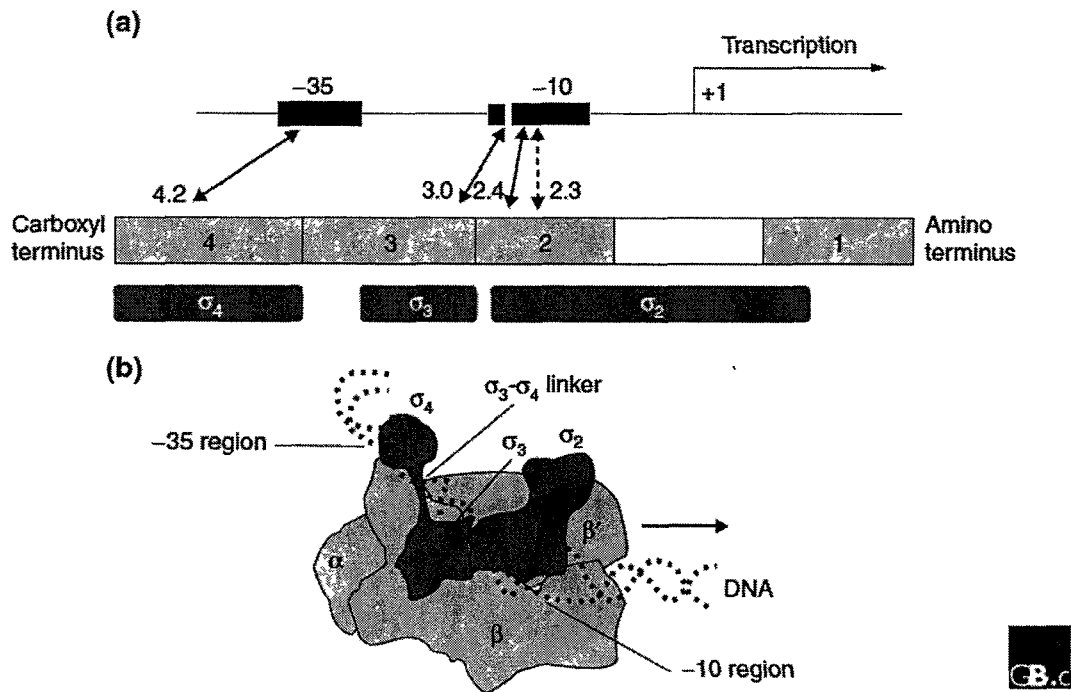 (a)
Transcription
−35
−10
+1
4.2
3.0
2.4
2.3
Carboxyl
terminus
4
3
2
1
Amino
terminus
σ4
σ3
σ2
(b)
σ3-σ4 linker
σ4
−35 region
σ3
σ2
β′
α
DNA
β
−10 region
GB.c